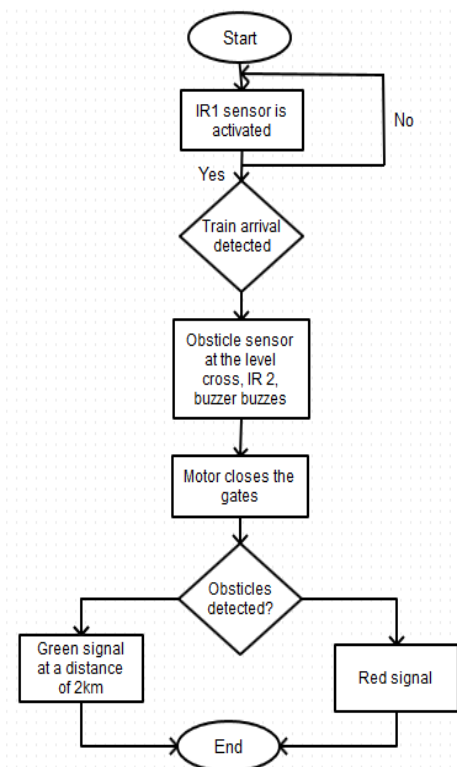 Start
IR1 sensor is
activated
No
Yes
Train arrival
detected
Obsticle sensor
at the level
cross, IR 2,
buzzer buzzes
Motor closes the
gates
Obsticles
detected?
Green signal
at a distance
of 2km
Red signal
End